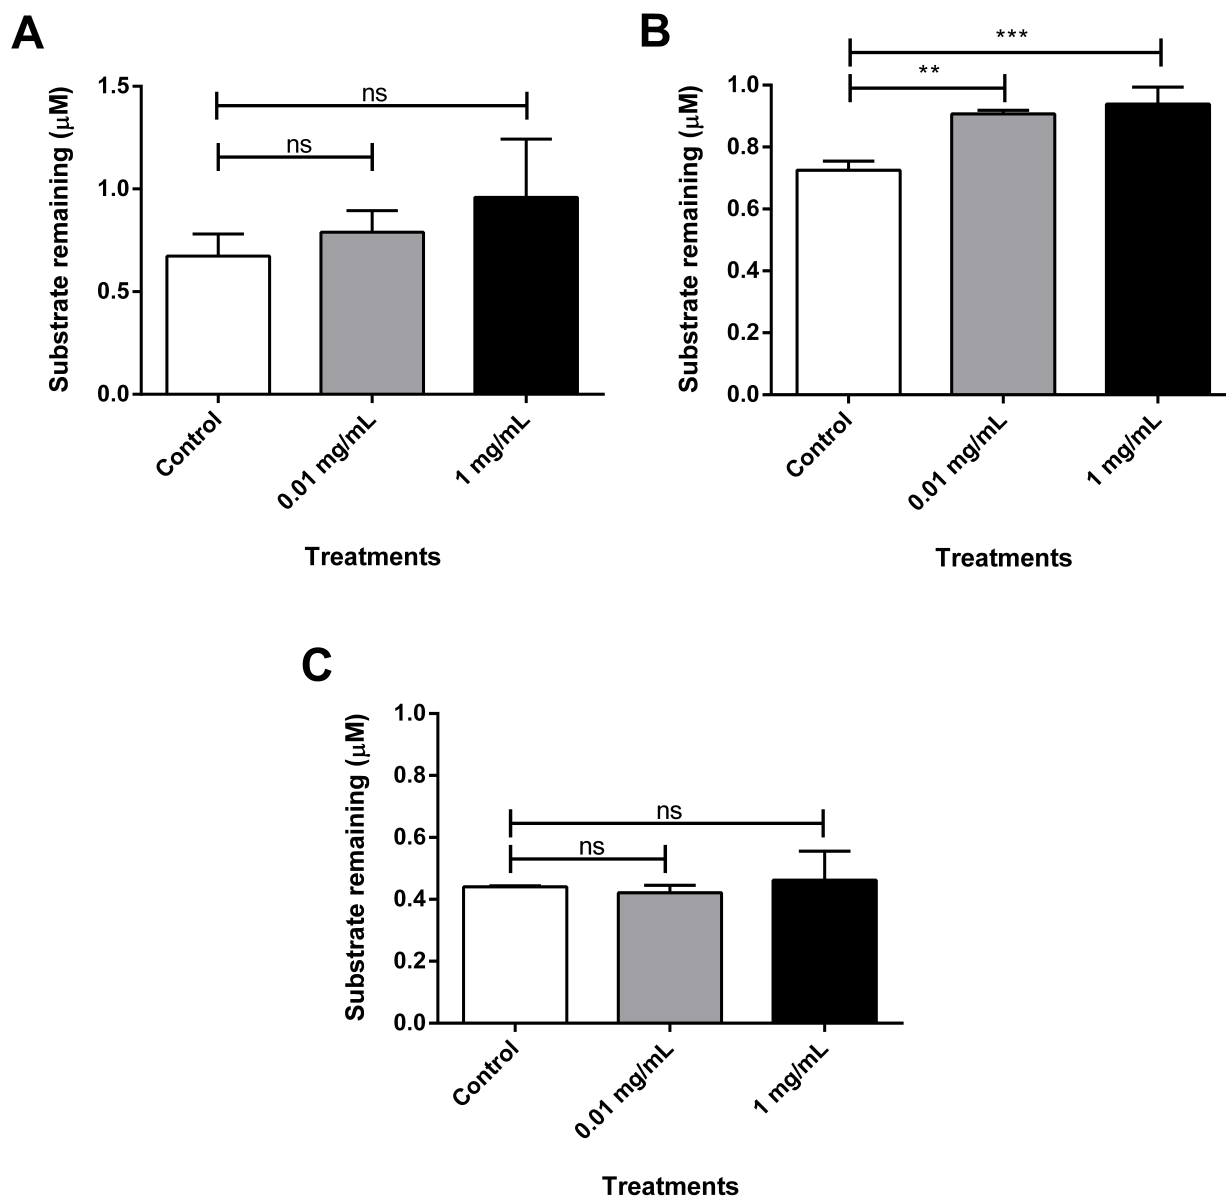 A
Substrate remaining (μM)
1.5
1.0
0.5
0.0
ns
ns
Control
0.01 mg/mL
1 mg/mL
Treatments
B
Substrate remaining (μM)
1.0
0.8
0.6
0.4
0.2
0.0
***
**
Control
0.01 mg/mL
1 mg/mL
Treatments
C
Substrate remaining (μM)
1.0
0.8
0.6
0.4
0.2
0.0
ns
ns
Control
0.01 mg/mL
1 mg/mL
Treatments